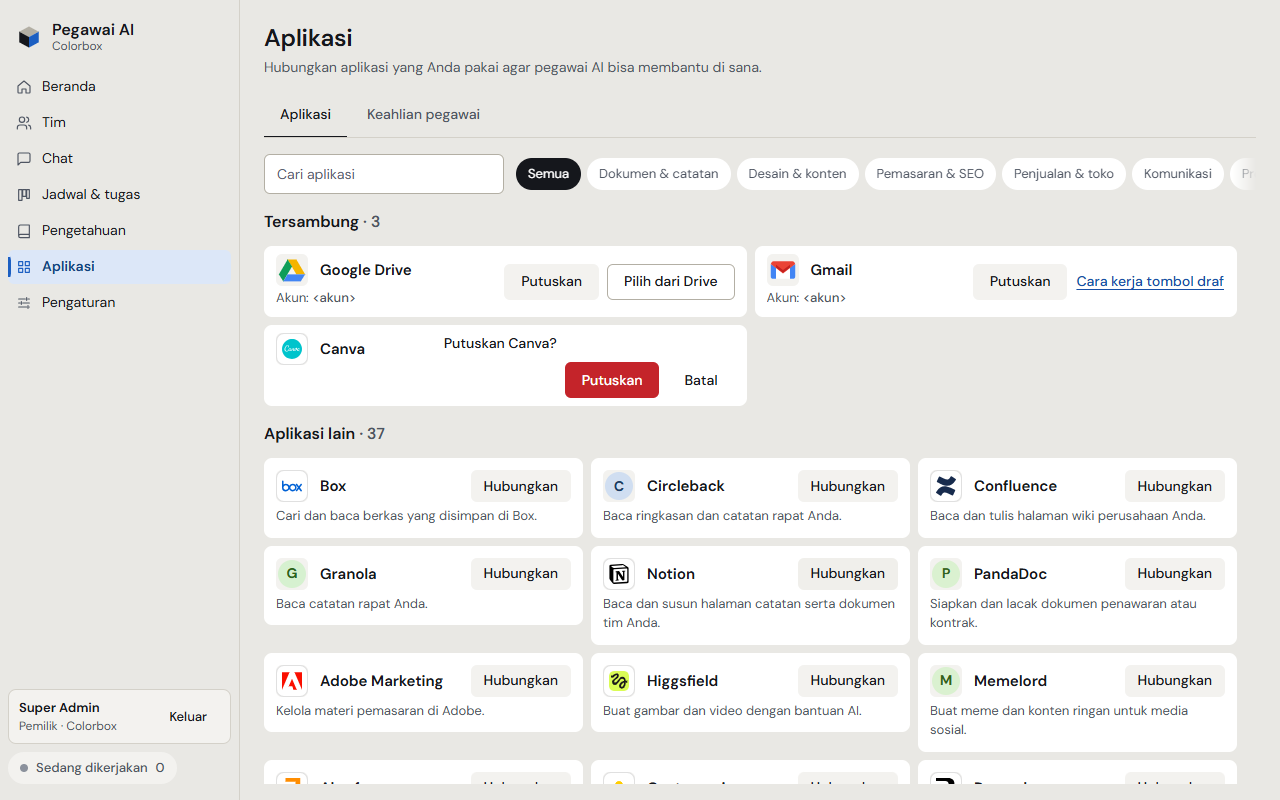 Pegawai AI
Colorbox
Beranda
Tim
Chat
Jadwal & tugas
Pengetahuan
Aplikasi
Pengaturan
Super Admin
Pemilik · Colorbox
Keluar
Sedang dikerjakan 0
Aplikasi
Hubungkan aplikasi yang Anda pakai agar pegawai AI bisa membantu di sana.
Aplikasi Keahlian pegawai
Cari aplikasi Semua Dokumen & catatan Desain & konten Pemasaran & SEO Penjualan & toko Komunikasi
Tersambung · 3
Google Drive Putuskan Pilih dari Drive
Akun: <akun>
Gmail Putuskan Cara kerja tombol draf
Akun: <akun>
Canva Putuskan Canva?
Putuskan Batal
Aplikasi lain · 37
box Box Hubungkan
Cari dan baca berkas yang disimpan di Box.
C Circleback Hubungkan
Baca ringkasan dan catatan rapat Anda.
Confluence Hubungkan
Baca dan tulis halaman wiki perusahaan Anda.
G Granola Hubungkan
Baca catatan rapat Anda.
Notion Hubungkan
Baca dan susun halaman catatan serta dokumen
tim Anda.
P PandaDoc Hubungkan
Siapkan dan lacak dokumen penawaran atau
kontrak.
Adobe Marketing Hubungkan
Kelola materi pemasaran di Adobe.
Higgsfield Hubungkan
Buat gambar dan video dengan bantuan AI.
M Memelord Hubungkan
Buat meme dan konten ringan untuk media
sosial.